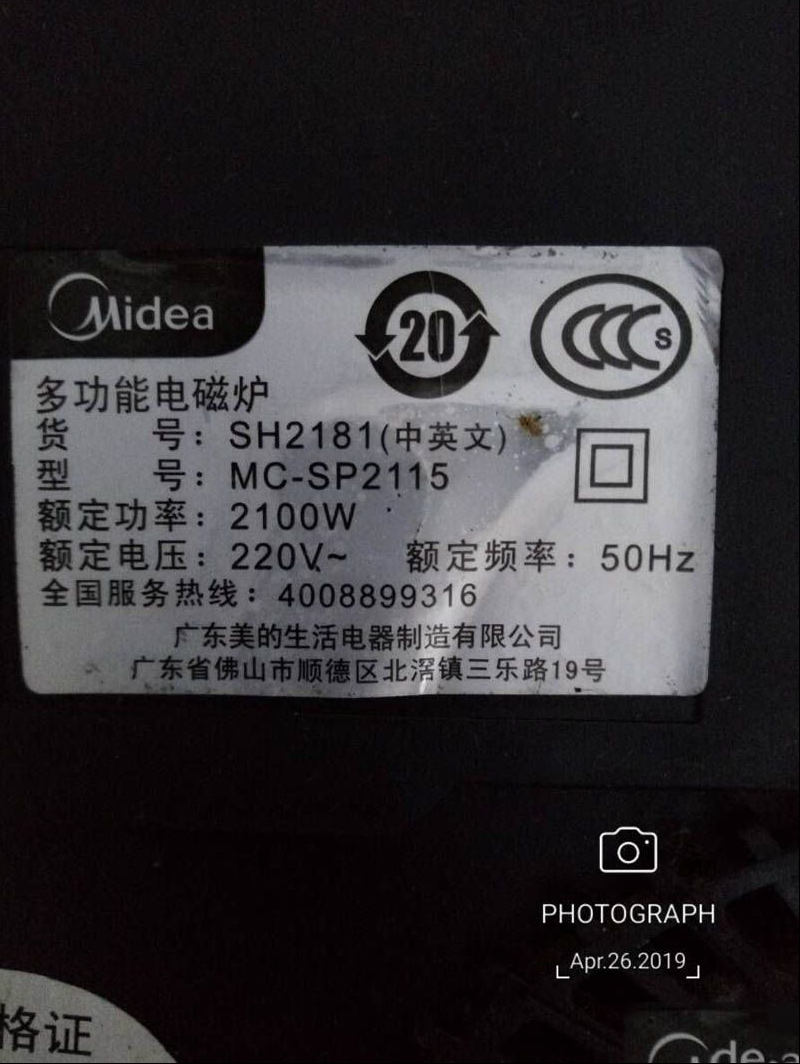 Midea
20
CCC S
多功能电磁炉
货 号：SH2181(中英文)
型 号：MC-SP2115
额定功率：2100W
额定电压：220V~ 额定频率：50Hz
全国服务热线：4008899316
广东美的生活电器制造有限公司
广东省佛山市顺德区北滘镇三乐路19号
PHOTOGRAPH
Apr.26.2019
格证